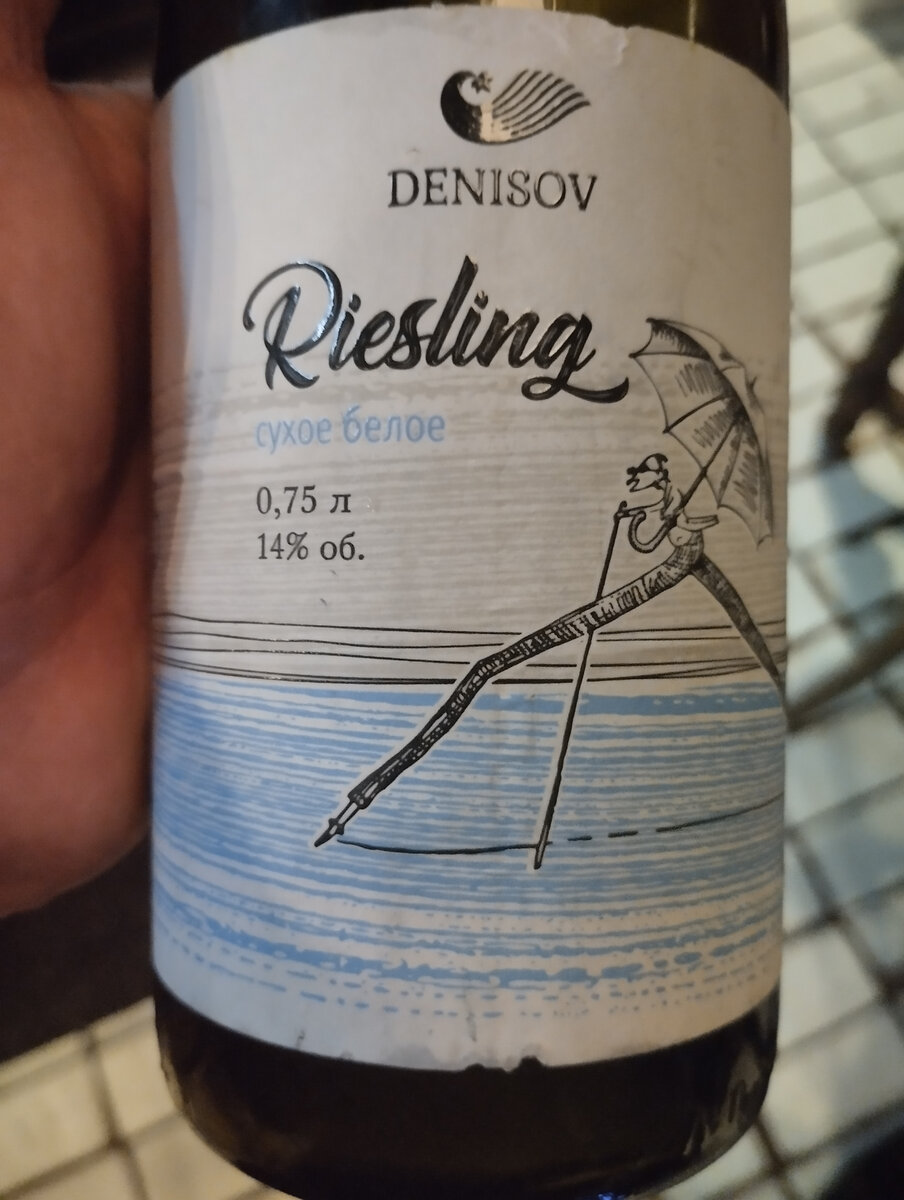 DENISOV
Riesling
сухое белое
0,75 л
14% об.